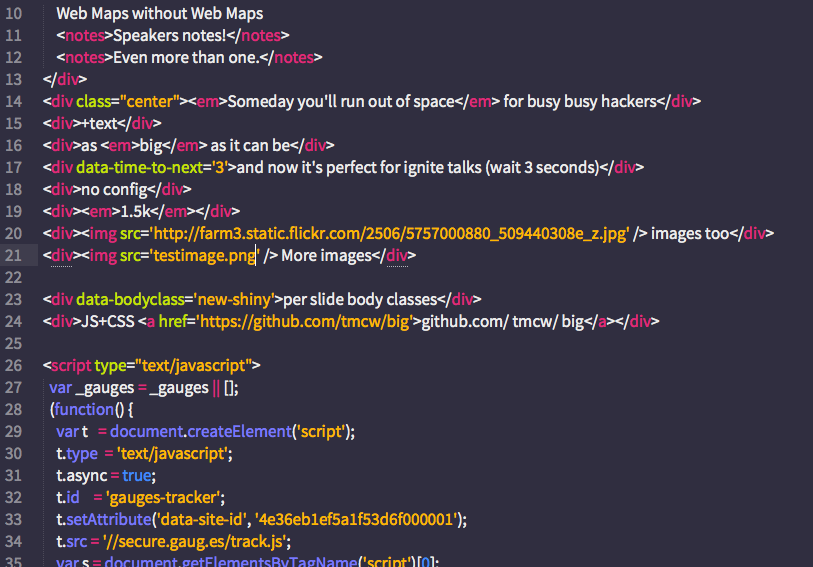 10 Web Maps without Web Maps
11 <notes>Speakers notes!</notes>
12 <notes>Even more than one.</notes>
13 </div>
14 <div class="center"><em>Someday you'll run out of space</em> for busy busy hackers</div>
15 <div>+text</div>
16 <div>as <em>big</em> as it can be</div>
17 <div data-time-to-next='3'>and now it's perfect for ignite talks (wait 3 seconds)</div>
18 <div>no config</div>
19 <div><em>1.5k</em></div>
20 <div><img src='http://farm3.static.flickr.com/2506/5757000880_509440308e_z.jpg' /> images too</div>
21 <div><img src='testimage.png' /> More images</div>
22
23 <div data-bodyclass='new-shiny'>per slide body classes</div>
24 <div>JS+CSS <a href='https://github.com/tmcw/big'>github.com/ tmcw/ big</a></div>
25
26 <script type="text/javascript">
27 var _gauges = _gauges || [];
28 (function() {
29 var t = document.createElement('script');
30 t.type = 'text/javascript';
31 t.async = true;
32 t.id = 'gauges-tracker';
33 t.setAttribute('data-site-id', '4e36eb1ef5a1f53d6f000001');
34 t.src = '//secure.gaug.es/track.js';
35 var s = document.getElementsByTagName('script')[0];